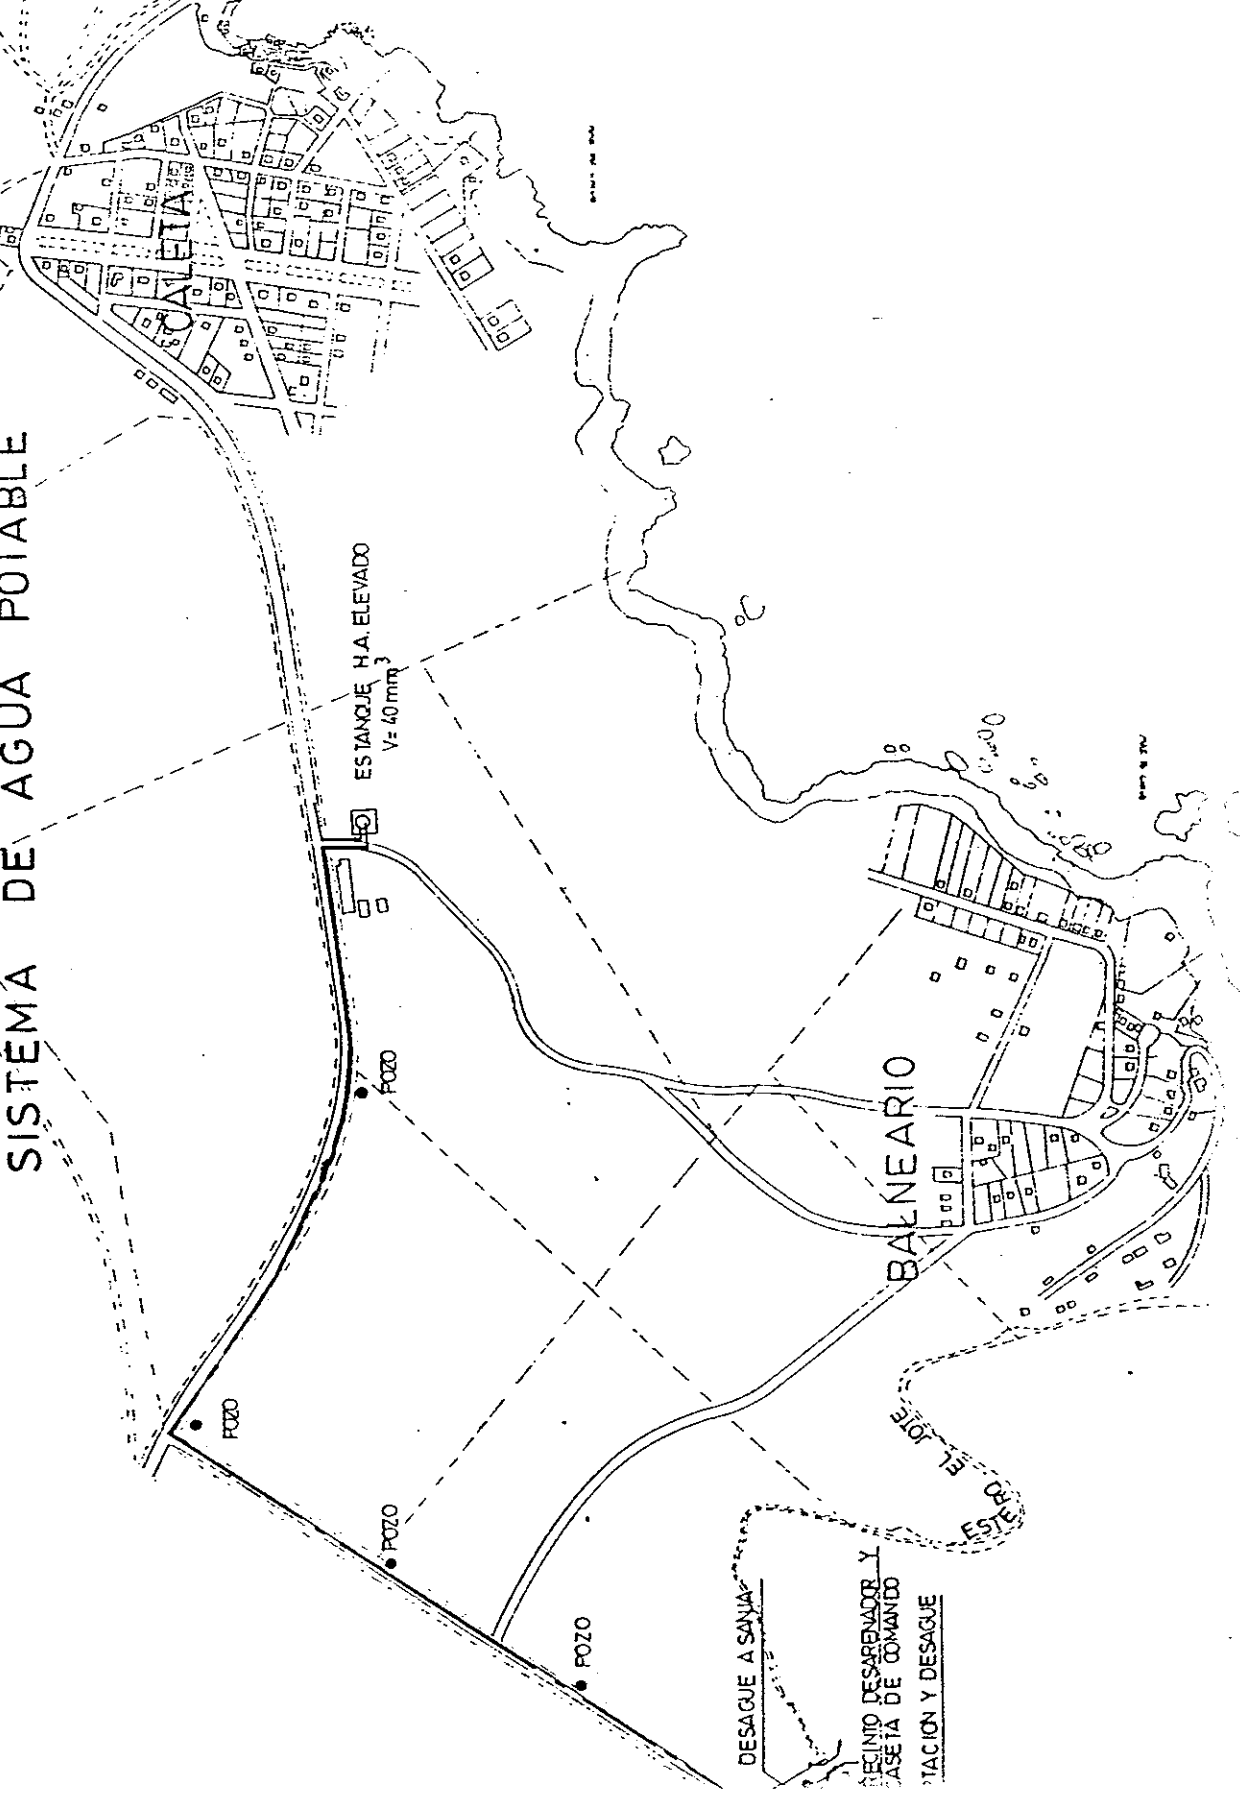 SISTEMA DE AGUA POTABLE
CALETA
ESTANQUE H.A. ELEVADO
V= 40 mm³
POZO
POZO
POZO
POZO
BALNEARIO
ESTERO EL JOTE
DESAGUE A SANJA
RECINTO DESARENADOR Y
CASETA DE COMANDO
TACION Y DESAGUE